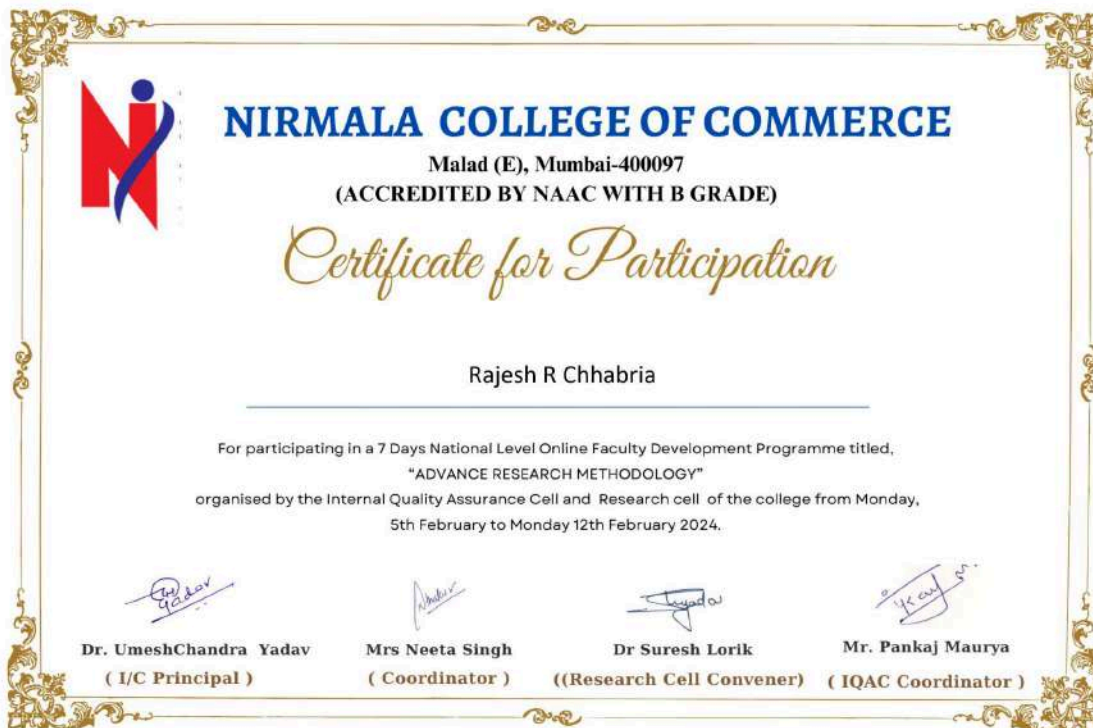 NIRMALA COLLEGE OF COMMERCE
Malad (E), Mumbai-400097
(ACCREDITED BY NAAC WITH B GRADE)
Certificate for Participation
Rajesh R Chhabria
For participating in a 7 Days National Level Online Faculty Development Programme titled,
“ADVANCE RESEARCH METHODOLOGY”
organised by the Internal Quality Assurance Cell and Research cell of the college from Monday,
5th February to Monday 12th February 2024.
Dr. UmeshChandra Yadav Mrs Neeta Singh Dr Suresh Lorik Mr. Pankaj Maurya
( I/C Principal ) ( Coordinator ) ((Research Cell Convener) ( IQAC Coordinator )